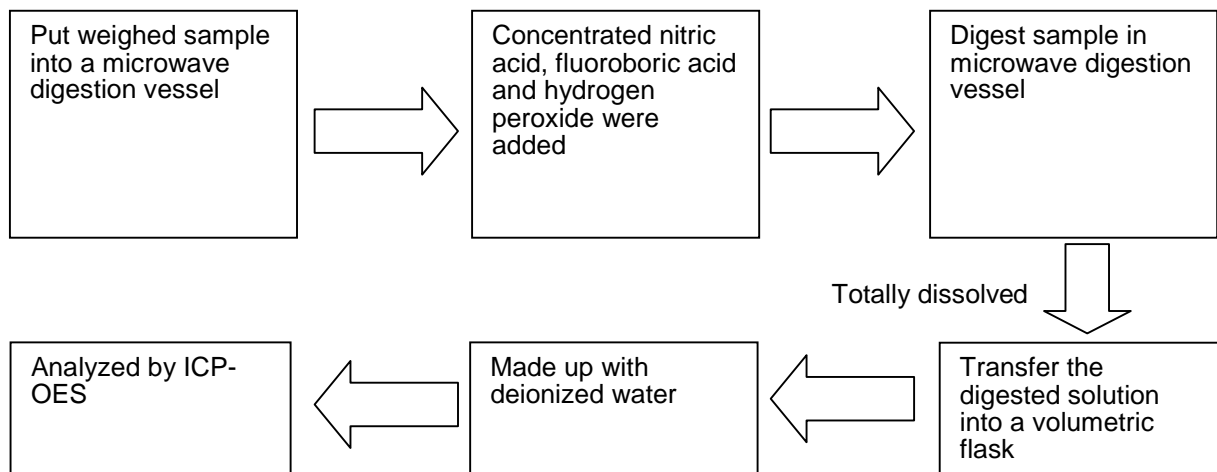 Put weighed sample
into a microwave
digestion vessel
Concentrated nitric
acid, fluoroboric acid
and hydrogen
peroxide were
added
Digest sample in
microwave digestion
vessel
Totally dissolved
Transfer the
digested solution
into a volumetric
flask
Made up with
deionized water
Analyzed by ICP-
OES